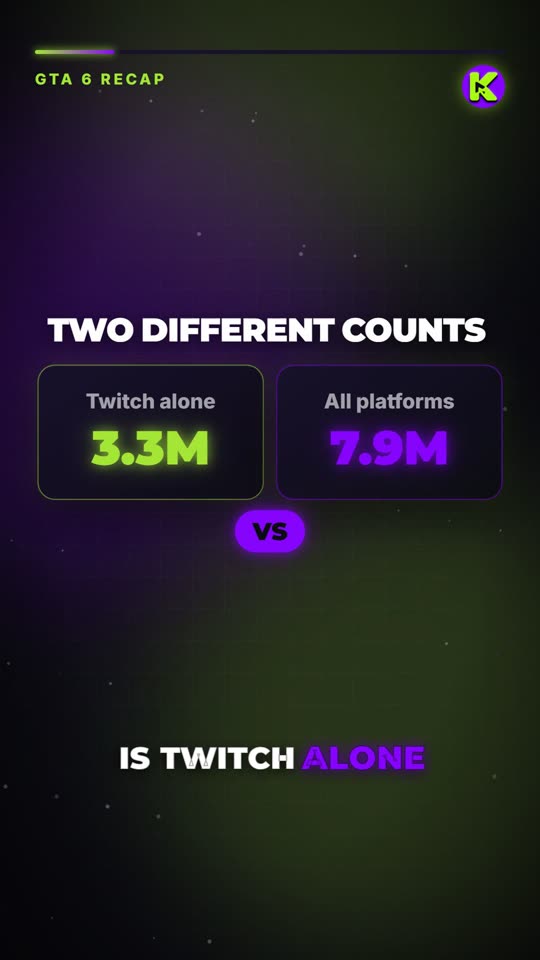 GTA 6 RECAP
K
TWO DIFFERENT COUNTS
Twitch alone
3.3M
All platforms
7.9M
VS
IS TWITCH ALONE